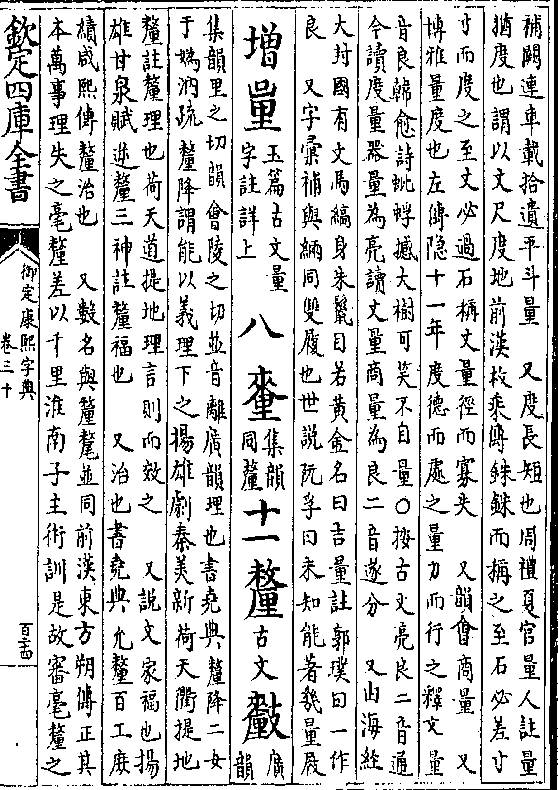 補闕連車載拾遺平斗量　又度長短也周禮夏官量人註量
猶度也謂以丈尺度地前漢枚乘傳銖銖而稱之至石必差寸
寸而度之至丈必過石稱丈量徑而寡失　又韻會商量　又
博雅量度也左傳隱十一年度德而處之量力而行之釋文量
音良韓愈詩蚍蜉撼大樹可笑不自量○按古文亮良二音通
今讀度量器量為亮讀丈量商量為良二音遂分　又山海經
大封國有文馬縞身朱鬣目若黃金名曰吉量註郭璞曰一作
良　又字彙補與緉同雙屨也世說阮孚曰未知能著幾量屐
增量玉篇古文量字註詳上　八　𨤲集韻同釐　十一　釐古文𠭰廣韻
集韻里之切韻會陵之切並音離廣韻理也書堯典釐降二女
于媯汭疏釐降謂能以義理下之揚雄劇秦美新荷天衢提地
釐註釐理也荷天道提地理言則而效之　又說文家福也揚
雄甘泉賦逆釐三神註釐福也　又治也書堯典允釐百工庶
績咸熙傳釐治也　又數名與釐氂並同前漢東方朔傳正其
本萬事理失之毫釐差以千里淮南子主術訓是故審毫釐之
欽定四庫全書
御定康熙字典
卷三十